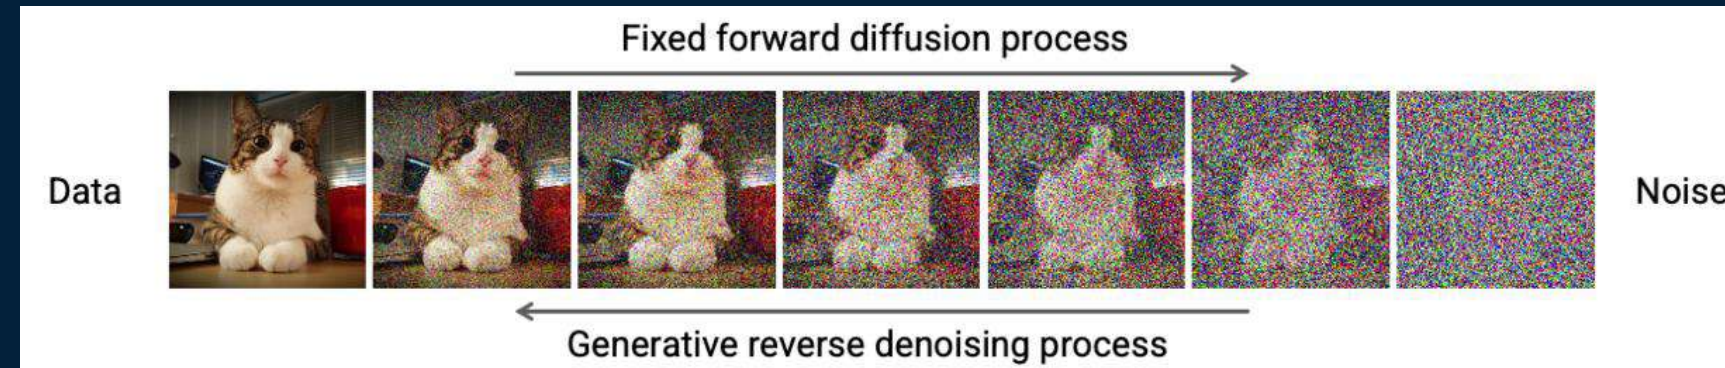 Fixed forward diffusion process
Data
Noise
Generative reverse denoising process